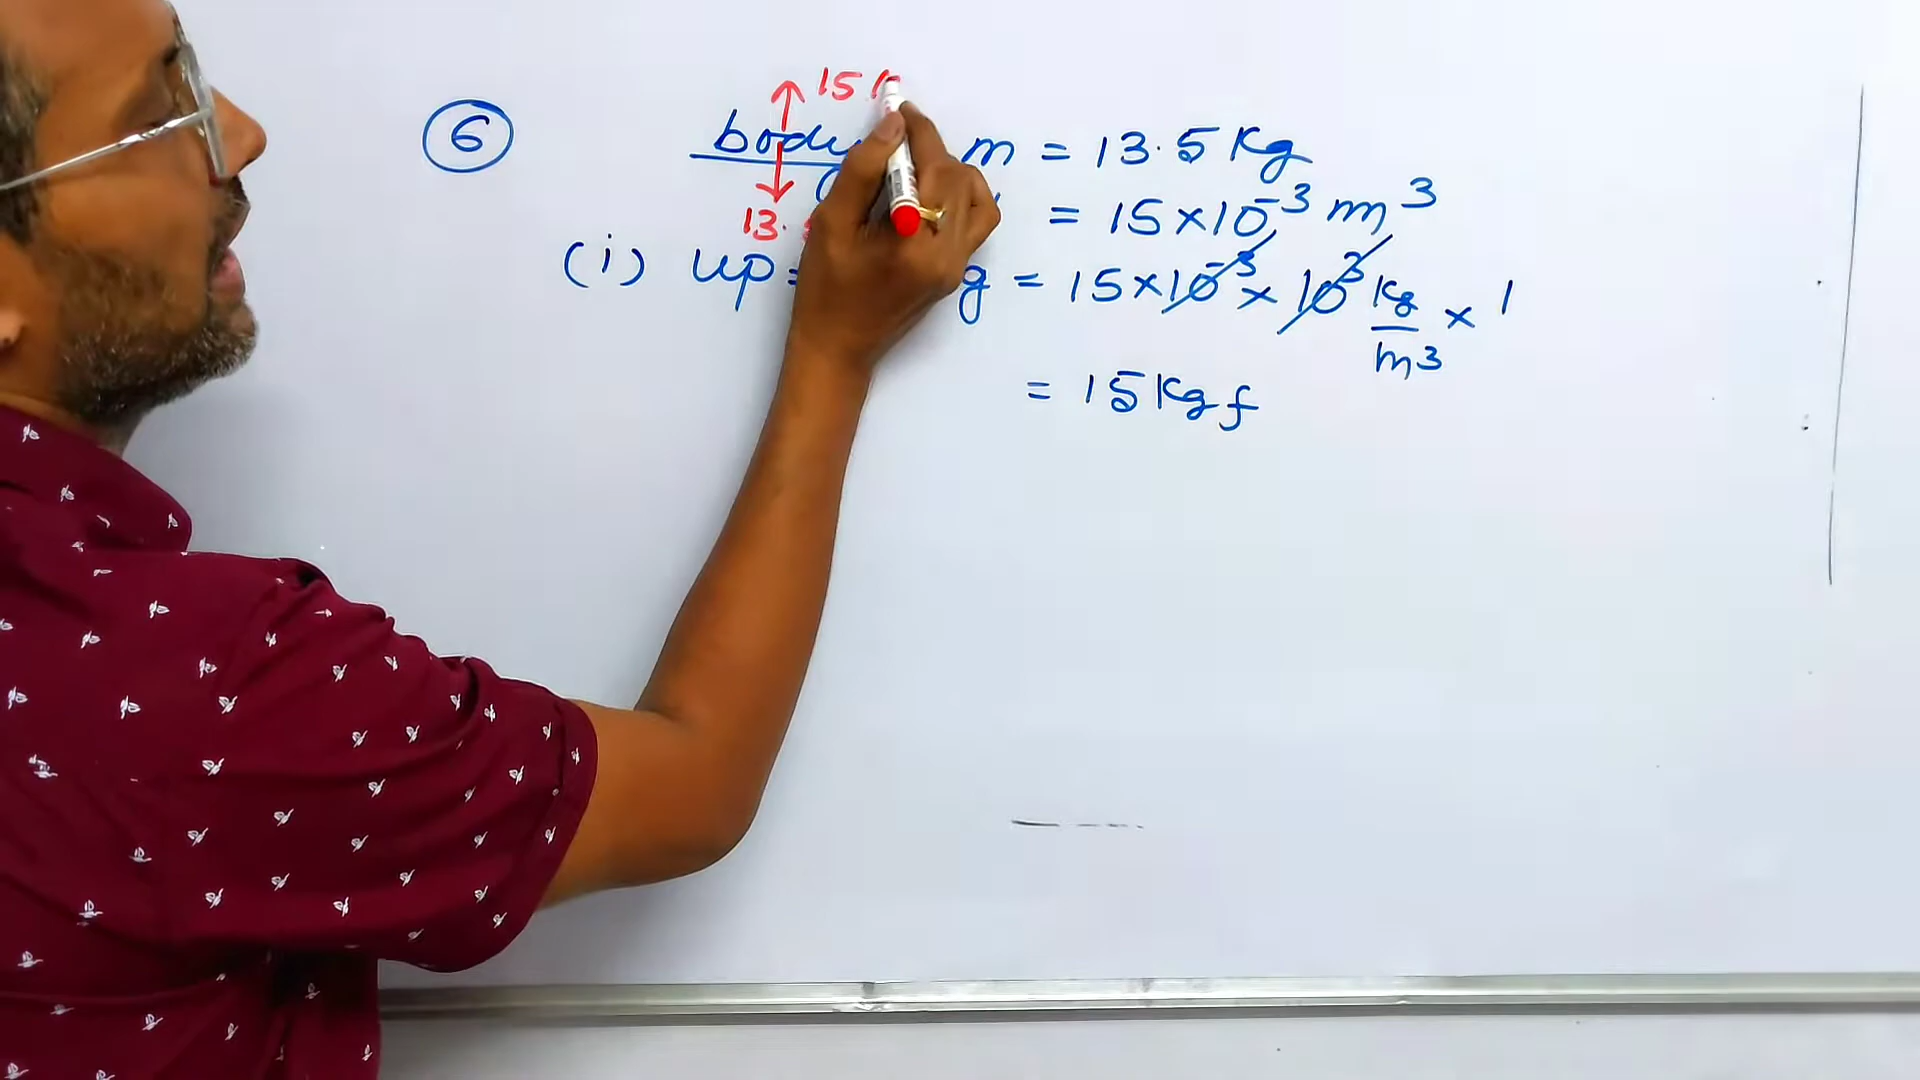 15
6 body m = 13.5 Kg
= 15×10⁻³ m³
13.
(i) up = g = 15×10⁻³ × 10³ Kg/m³ × 1
= 15 Kgf